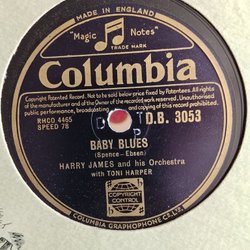 MADE IN ENGLAND
"Magic Notes"
TRADE MARK
Columbia
Copyright Patented Record. Not to be sold below price fixed by Patentees. All rights
of the manufacturer and of the Owner of the recorded work reserved. Unauthorised
public performance, broadcasting and copying of this record prohibited.
RHCO 4465
SPEED 78
D.B. 3053
BABY BLUES
(Spence - Ebsen)
HARRY JAMES and his Orchestra
with TONI HARPER
COPYRIGHT
CONTROL
COLUMBIA GRAPHOPHONE CO. LTD.